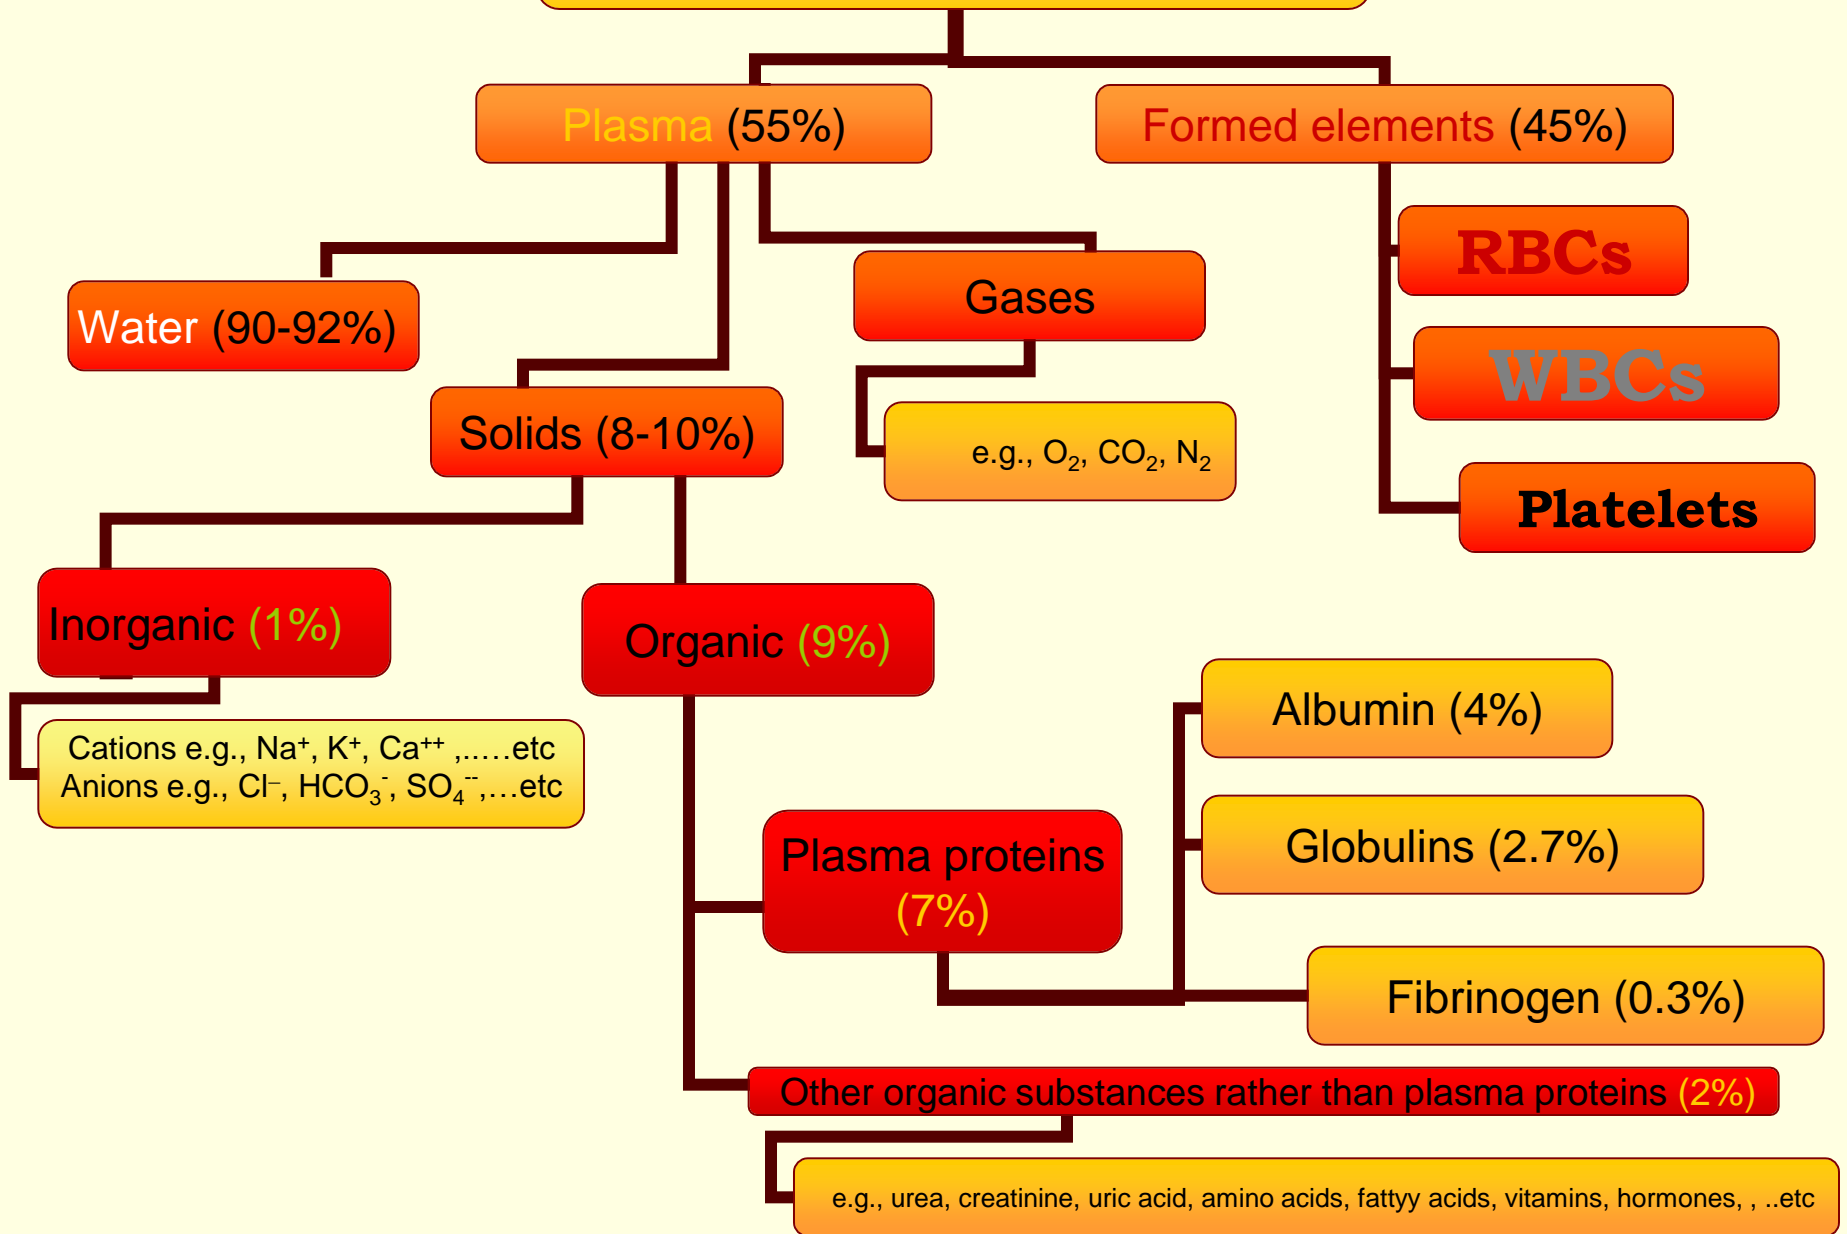 Plasma (55%)
Formed elements (45%)
RBCs
WBCs
Platelets
Water (90-92%)
Gases
e.g., O₂, CO₂, N₂
Solids (8-10%)
Inorganic (1%)
Organic (9%)
Cations e.g., Na⁺, K⁺, Ca⁺⁺ ,..…etc
Anions e.g., Cl⁻, HCO₃⁻, SO₄⁻⁻,…etc
Plasma proteins
(7%)
Albumin (4%)
Globulins (2.7%)
Fibrinogen (0.3%)
Other organic substances rather than plasma proteins (2%)
e.g., urea, creatinine, uric acid, amino acids, fattyy acids, vitamins, hormones, , ..etc